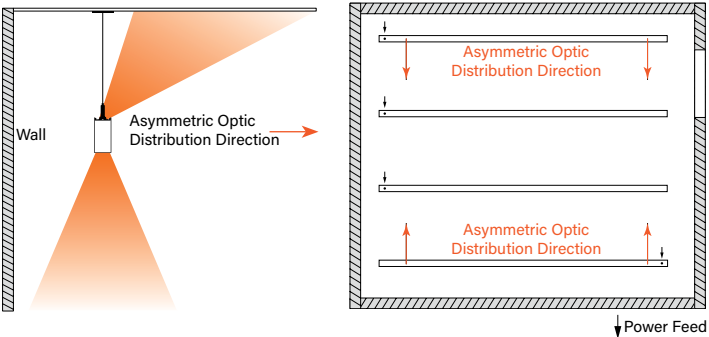 Wall
Asymmetric Optic
Distribution Direction
Asymmetric Optic
Distribution Direction
Asymmetric Optic
Distribution Direction
Power Feed